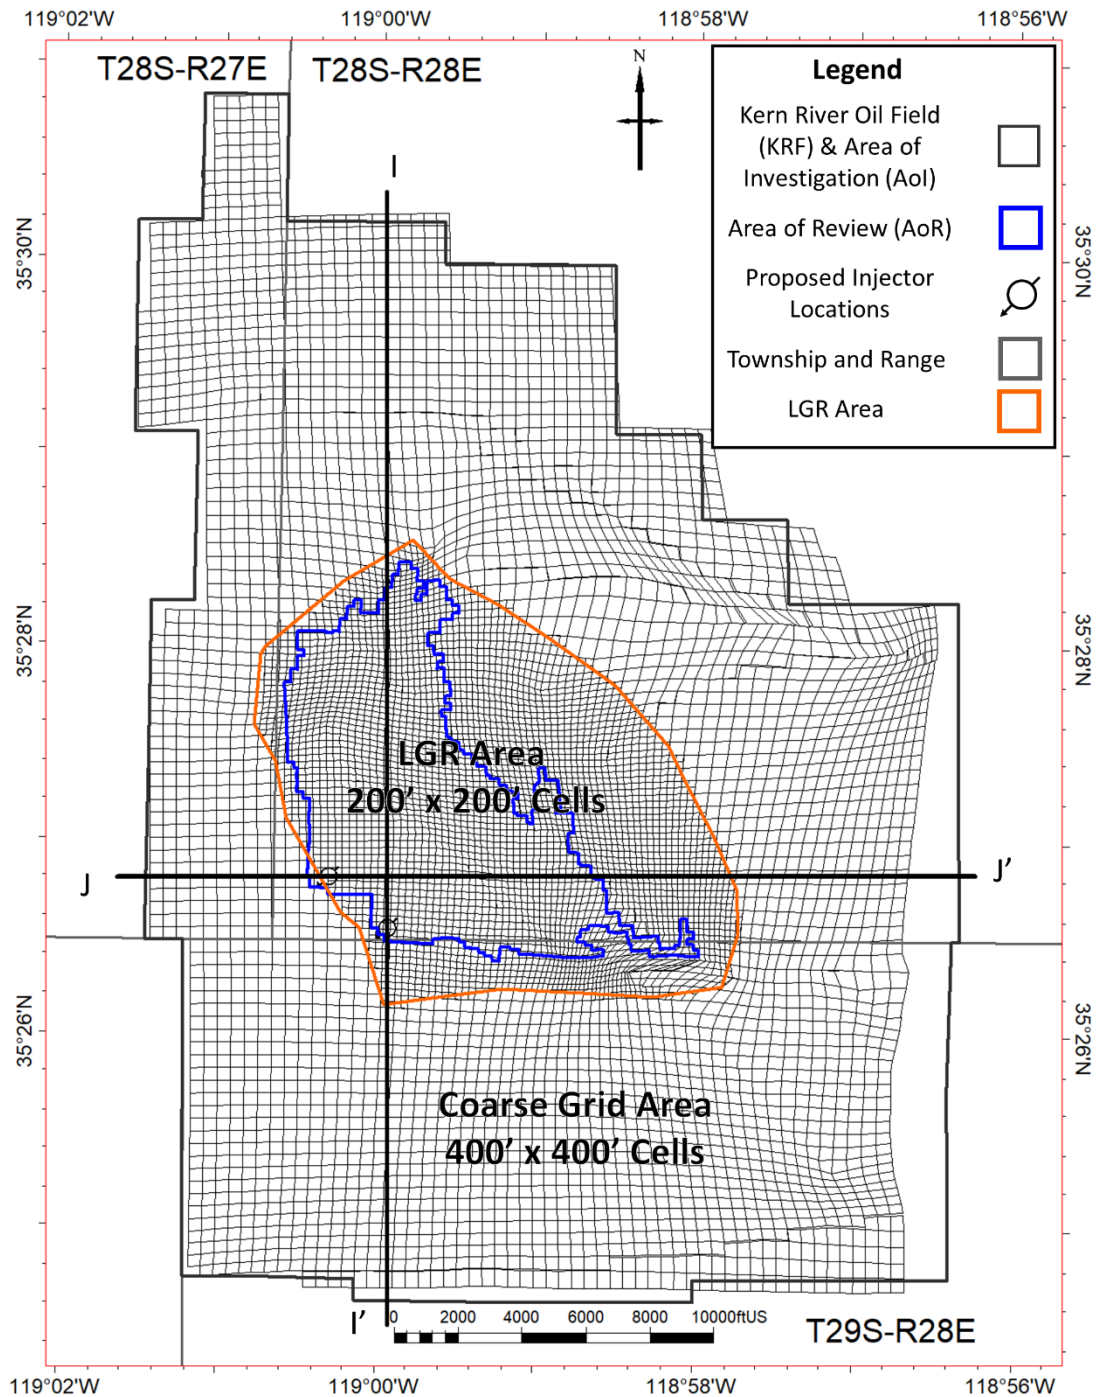 119°02'W
119°00'W
118°58'W
118°56'W
T28S-R27E
T28S-R28E
N
Legend
Kern River Oil Field
(KRF) & Area of
Investigation (AoI)
Area of Review (AoR)
Proposed Injector
Locations
Township and Range
LGR Area
I
35°30'N
35°30'N
35°28'N
35°28'N
LGR Area
200' x 200' Cells
J
J'
35°26'N
35°26'N
Coarse Grid Area
400' x 400' Cells
I'
0 2000 4000 6000 8000 10000ftUS
T29S-R28E
119°02'W
119°00'W
118°58'W
118°56'W